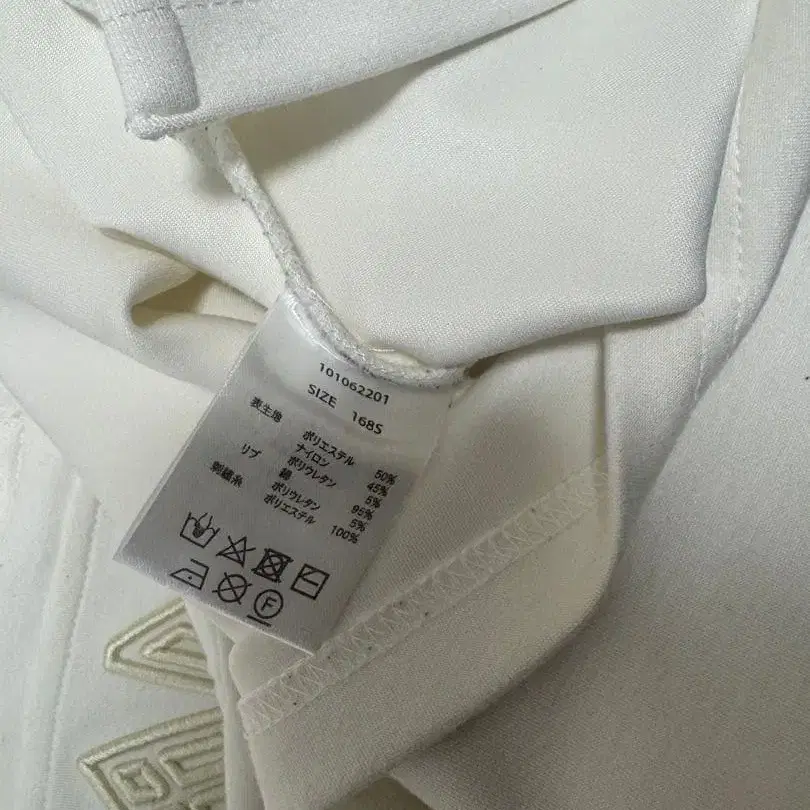 101062201
SIZE 168S
表生地 ポリエステル 50%
ナイロン 45%
ポリウレタン 5%
リブ 綿 95%
ポリウレタン 5%
刺繍糸 ポリエステル 100%
F